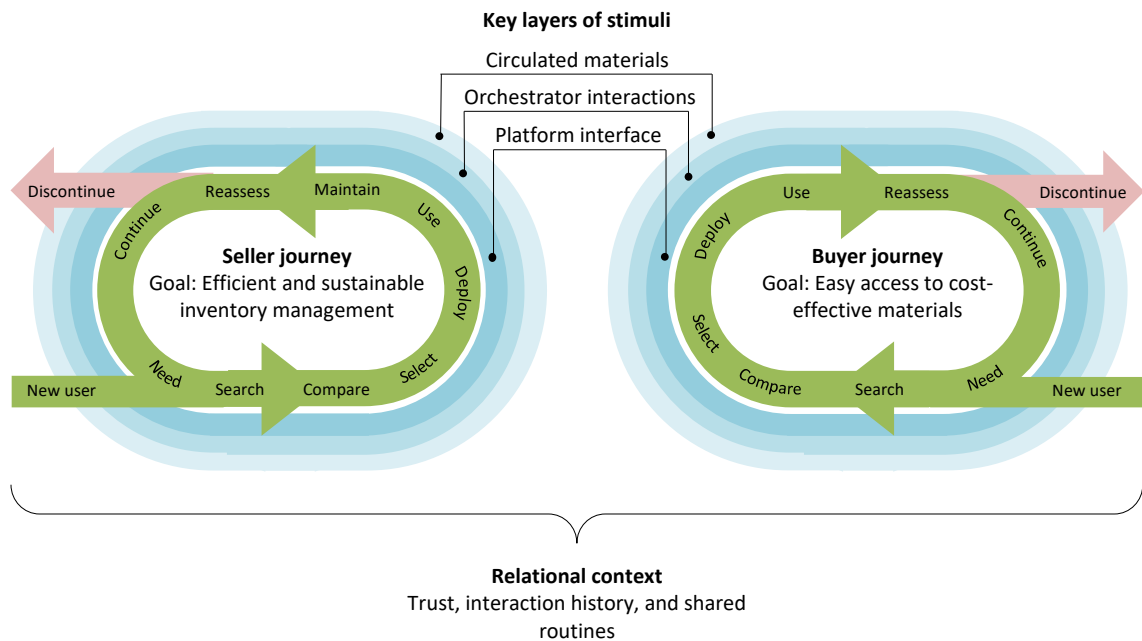 Key layers of stimuli
Circulated materials
Orchestrator interactions
Platform interface
Discontinue
Reassess
Maintain
Use
Deploy
Select
Compare
Search
Need
Continue
New user
Seller journey
Goal: Efficient and sustainable
inventory management
Use
Reassess
Discontinue
Continue
Need
Search
Compare
Select
Deploy
New user
Buyer journey
Goal: Easy access to cost-
effective materials
Relational context
Trust, interaction history, and shared
routines